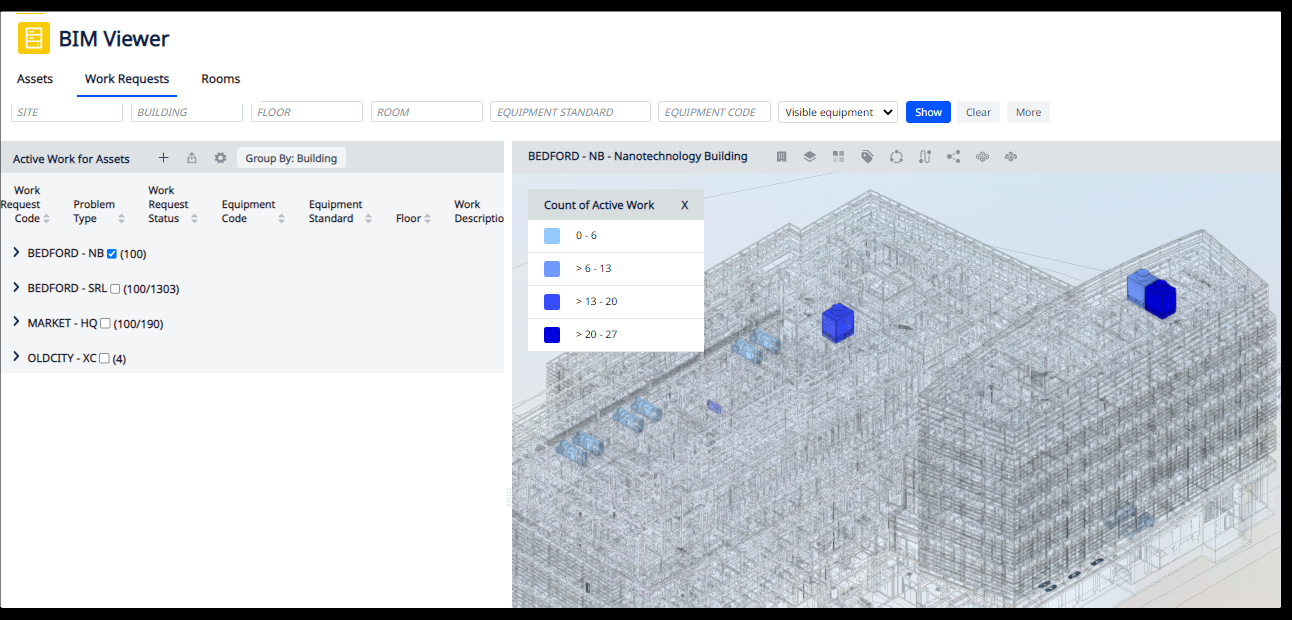 BIM Viewer
Assets
Work Requests
Rooms
SITE
BUILDING
FLOOR
ROOM
EQUIPMENT STANDARD
EQUIPMENT CODE
Visible equipment
Show
Clear
More
Active Work for Assets
Group By: Building
Work Request Code
Problem Type
Work Request Status
Equipment Code
Equipment Standard
Floor
Work Descriptio
BEDFORD - NB (100)
BEDFORD - SRL (100/1303)
MARKET - HQ (100/190)
OLDCITY - XC (4)
BEDFORD - NB - Nanotechnology Building
Count of Active Work X
0 - 6
> 6 - 13
> 13 - 20
> 20 - 27